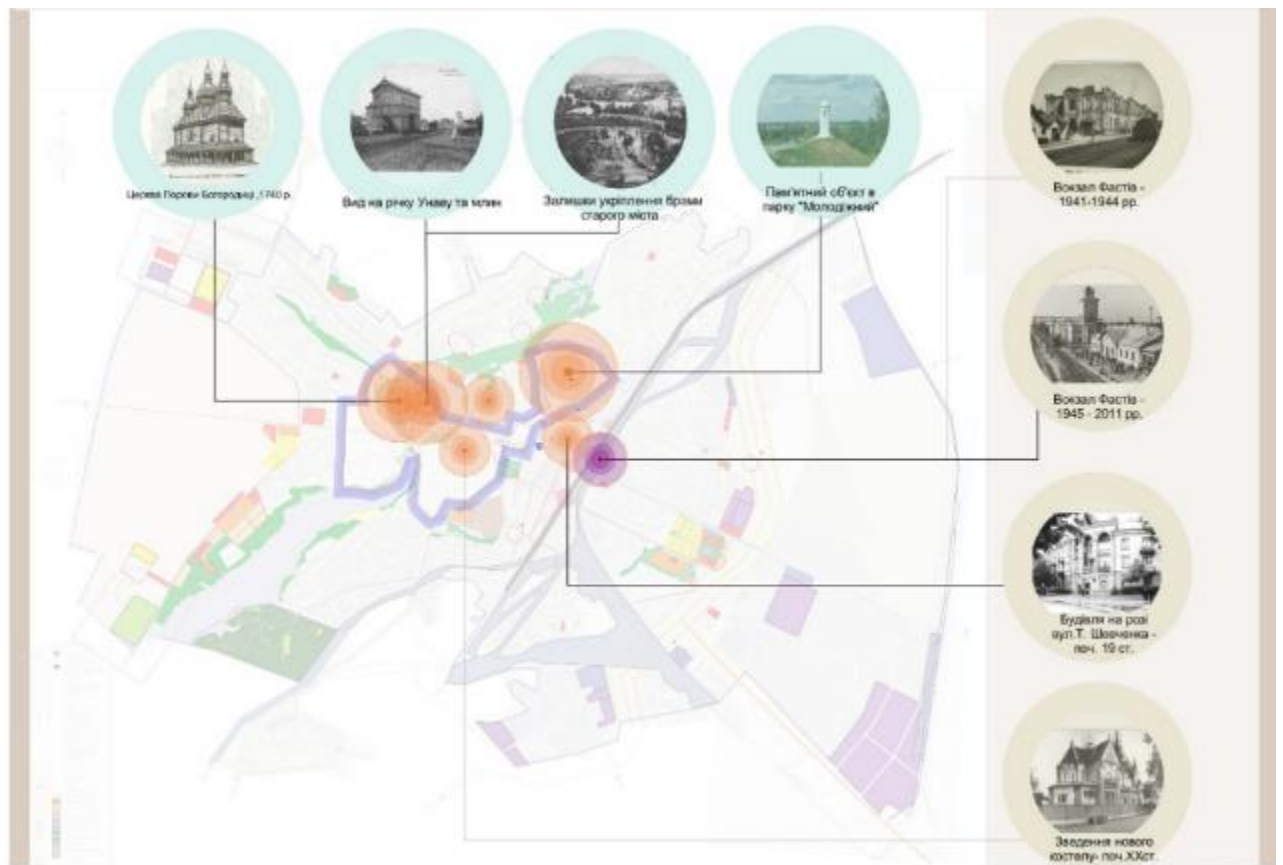 Церква Покови Богородиці ,1740 р.
Вид на річку Унаву та млин
Залишки укріплення брами
старого міста
Пам'ятний об'єкт в
парку "Молодіжний"
Вокзал Фастів -
1941-1944 рр.
Вокзал Фастів -
1945 - 2011 рр.
Будівля на розі
вул.Т. Шевченка -
поч. 19 ст.
Зведення нового
костелу- поч.ХХст.